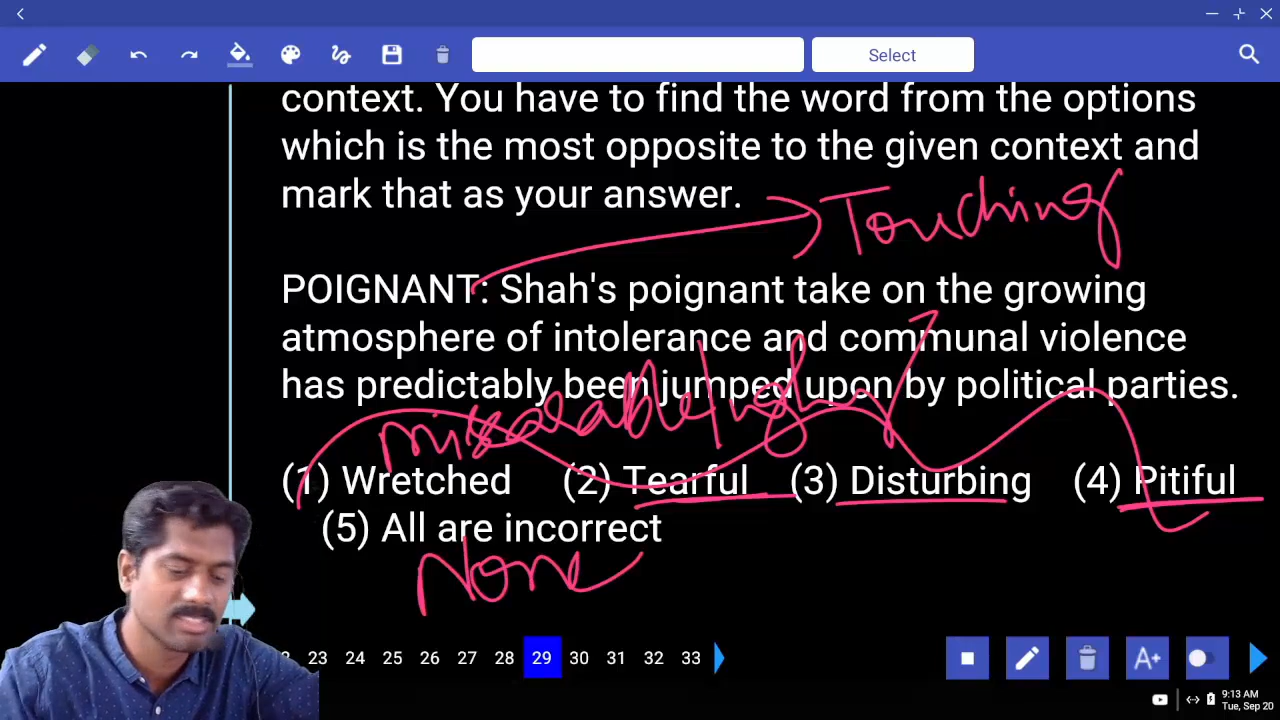 Select
context. You have to find the word from the options
which is the most opposite to the given context and
mark that as your answer.
Touching
POIGNANT: Shah's poignant take on the growing
atmosphere of intolerance and communal violence
has predictably been jumped upon by political parties.
(1) Wretched (2) Tearful (3) Disturbing (4) Pitiful
(5) All are incorrect
None
23 24 25 26 27 28 29 30 31 32 33
A+
9:13 AM
Tue, Sep 20